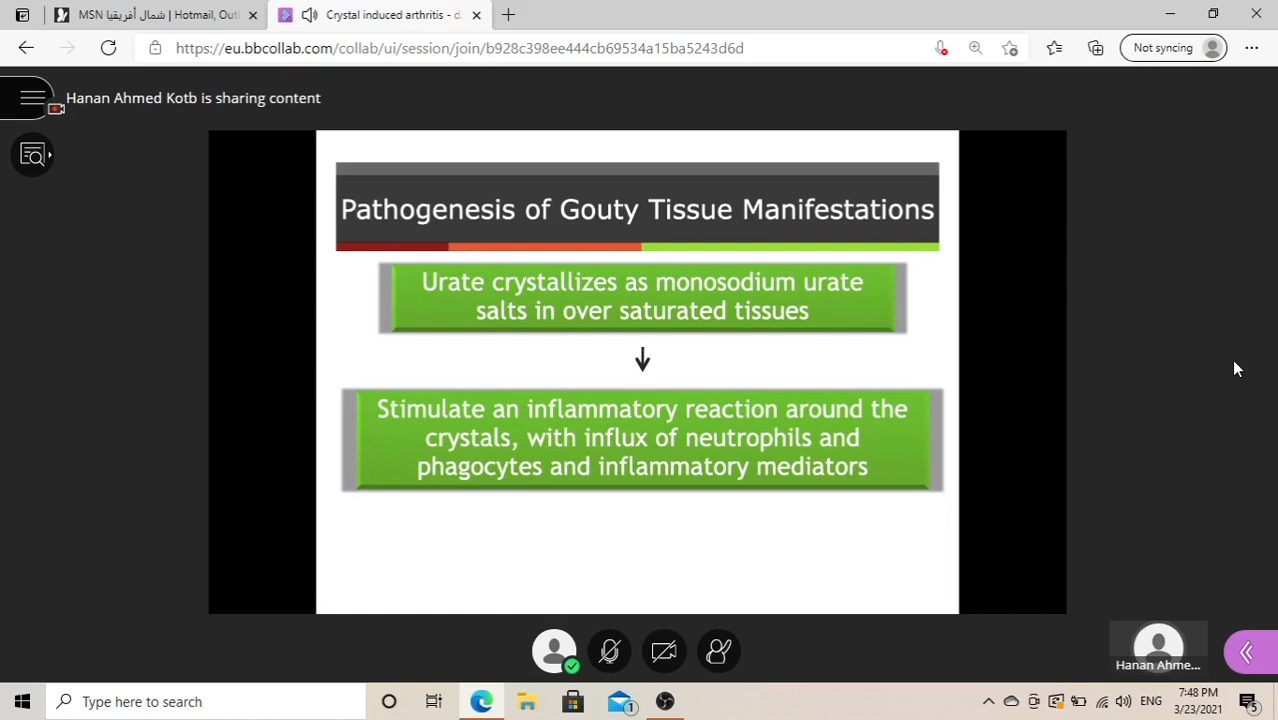 MSN شمال أفريقيا | Hotmail, Outl
Crystal induced arthritis - d
https://eu.bbcollab.com/collab/ui/session/join/b928c398ee444cb69534a15ba5243d6d
Not syncing
Hanan Ahmed Kotb is sharing content
Pathogenesis of Gouty Tissue Manifestations
Urate crystallizes as monosodium urate
salts in over saturated tissues
Stimulate an inflammatory reaction around the
crystals, with influx of neutrophils and
phagocytes and inflammatory mediators
Hanan Ahme...
Type here to search
1
ENG
7:48 PM
3/23/2021
5